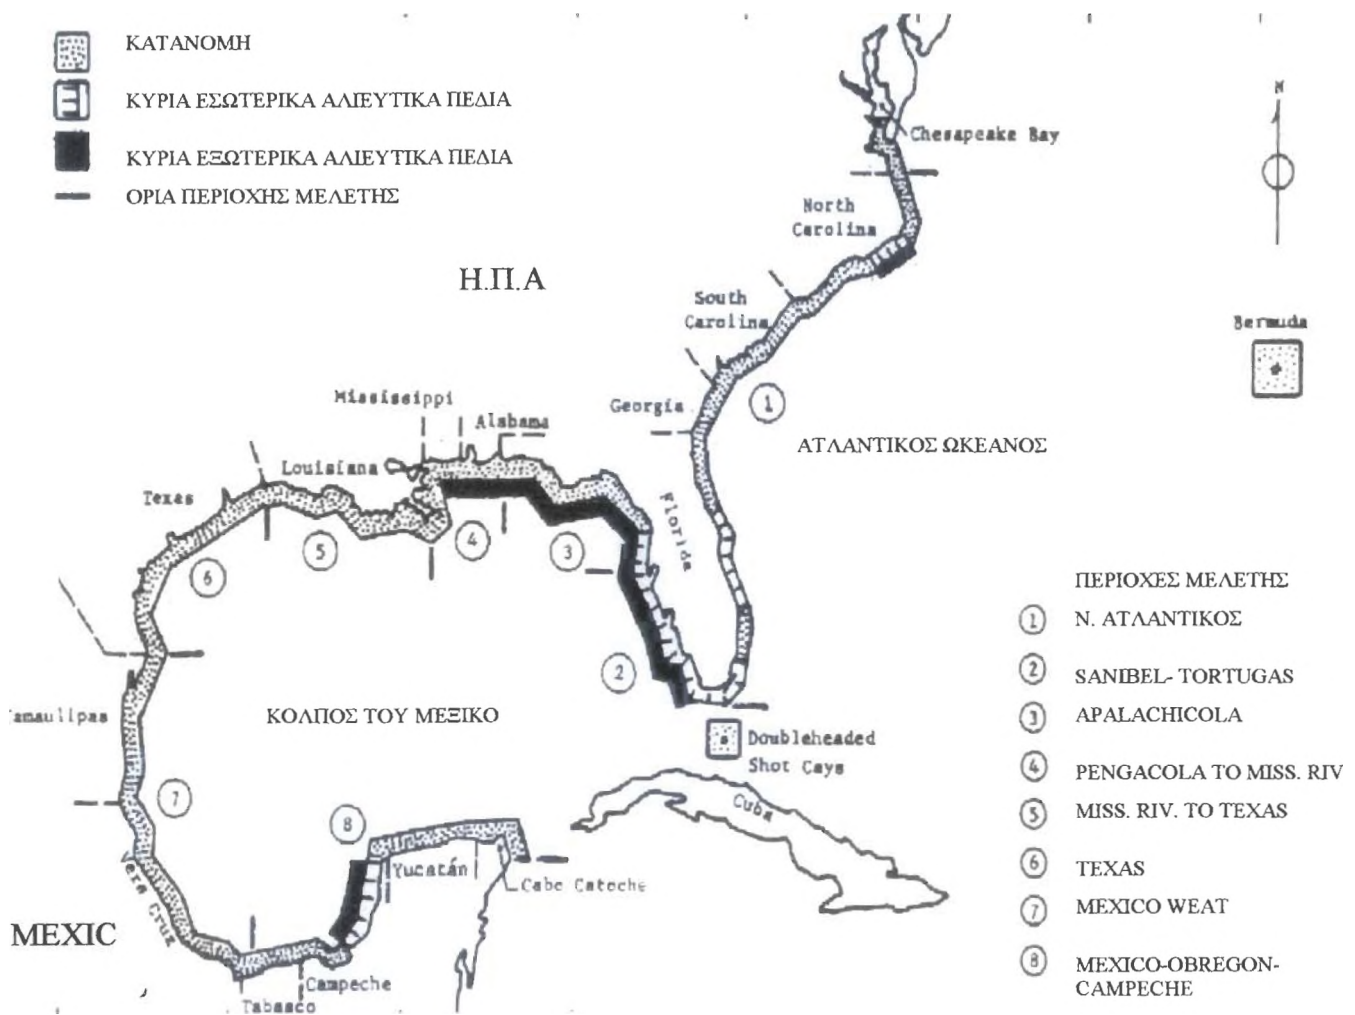 ΚΑΤΑΝΟΜΗ
ΚΥΡΙΑ ΕΣΩΤΕΡΙΚΑ ΑΛΙΕΥΤΙΚΑ ΠΕΔΙΑ
ΚΥΡΙΑ ΕΞΩΤΕΡΙΚΑ ΑΛΙΕΥΤΙΚΑ ΠΕΔΙΑ
ΟΡΙΑ ΠΕΡΙΟΧΗΣ ΜΕΛΕΤΗΣ
N
Chesapeake Bay
North
Carolina
Η.Π.Α
South
Carolina
Bermuda
Mississippi
Alabama
Georgia
1
ΑΤΛΑΝΤΙΚΟΣ ΩΚΕΑΝΟΣ
Louisiana
Texas
Florida
5
4
3
6
2
Tamaulipas
ΚΟΛΠΟΣ ΤΟΥ ΜΕΞΙΚΟ
Doubleheaded
Shot Cays
Cuba
7
8
Yucatán
Cabo Catoche
Vera Cruz
MEXIC
Campeche
Tabasco
ΠΕΡΙΟΧΕΣ ΜΕΛΕΤΗΣ
1 Ν. ΑΤΛΑΝΤΙΚΟΣ
2 SANIBEL- TORTUGAS
3 APALACHICOLA
4 PENGACOLA TO MISS. RIV
5 MISS. RIV. TO TEXAS
6 TEXAS
7 MEXICO WEAT
8 MEXICO-OBREGON-
CAMPECHE